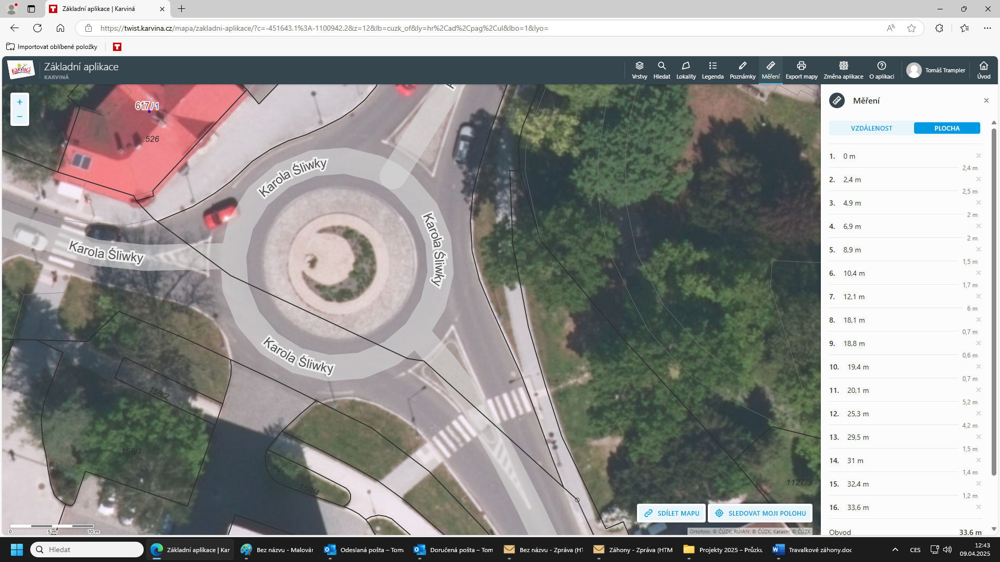 Základní aplikace | Karviná
https://twist.karvina.cz/mapa/zakladni-aplikace/?c=-451643.1%3A-1100942.2&z=12&lb=cuzk_of&ly=hr%2Cad%2Cpag%2Cul&lbo=1&lyo=
Importovat oblíbené položky
T
KARVINÁ
Základní aplikace
KARVINÁ
Vrstvy
Hledat
Lokality
Legenda
Poznámky
Měření
Export mapy
Změna aplikace
O aplikaci
Tomáš Trampler
Úvod
+
−
617/1
.526
Karola Śliwky
Karola Śliwky
Karola Śliwky
Karola Śliwky
158/2
158/1
158/4
1127/3
0 5 m 10 m
SDÍLET MAPU
SLEDOVAT MOJI POLOHU
Ortofoto: © ČÚZK, RÚIAN: © ČÚZK, Katastr: © ČÚZK
Měření
VZDÁLENOST
PLOCHA
1. 0 m
2,4 m
2. 2,4 m
2,5 m
3. 4,9 m
2 m
4. 6,9 m
2 m
5. 8,9 m
1,5 m
6. 10,4 m
1,7 m
7. 12,1 m
6 m
8. 18,1 m
0,7 m
9. 18,8 m
0,6 m
10. 19,4 m
0,7 m
11. 20,1 m
5,2 m
12. 25,3 m
4,2 m
13. 29,5 m
1,5 m
14. 31 m
1,4 m
15. 32,4 m
1,2 m
16. 33,6 m
Obvod 33,6 m
Hledat
Základní aplikace | Kar
Bez názvu - Malovár
Odeslaná pošta – Tom
Doručená pošta – Tom
Bez názvu - Zpráva (HT
Záhony - Zpráva (HTM
Projekty 2025 – Průzku
Travalkové záhony.doc
CES
12:43
09.04.2025